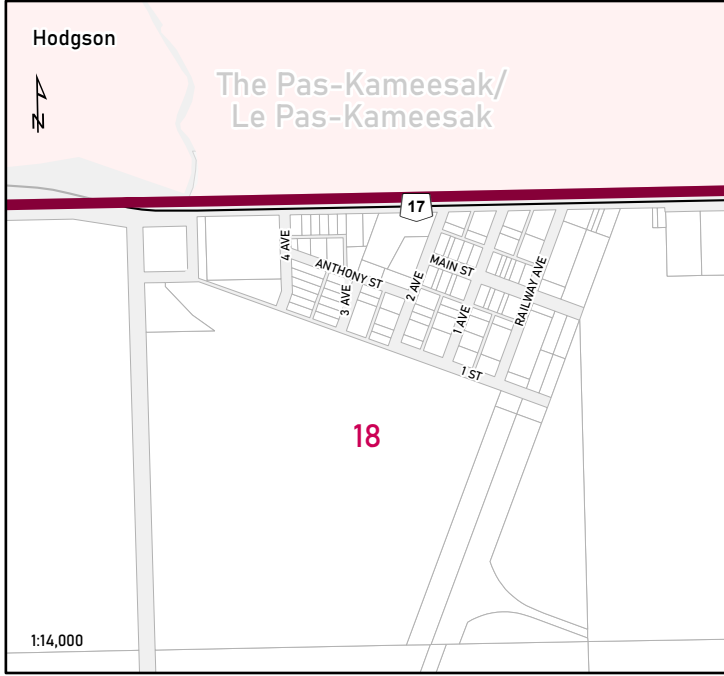 Hodgson
The Pas-Kameesak/
Le Pas-Kameesak
N
17
4 AVE
ANTHONY ST
MAIN ST
3 AVE
2 AVE
1 AVE
RAILWAY AVE
1 ST
18
1:14,000